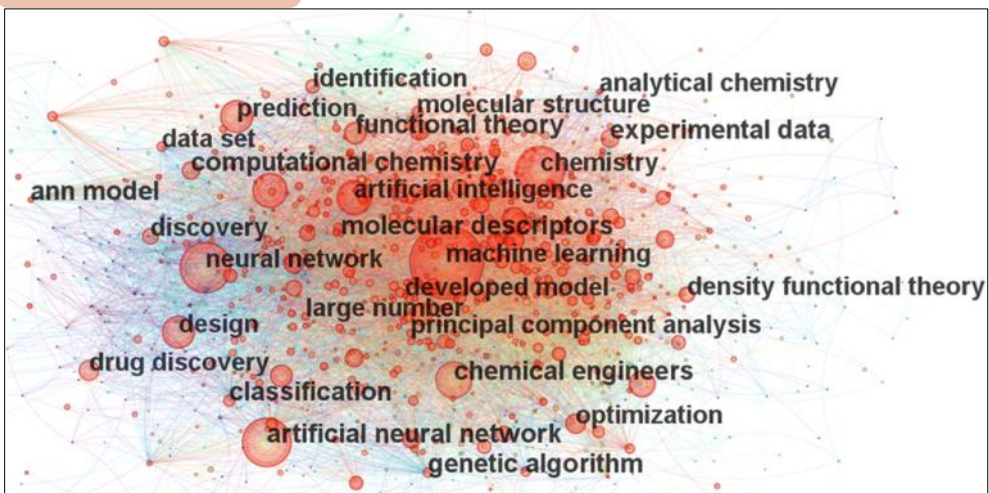 identification
analytical chemistry
prediction
molecular structure
functional theory
experimental data
data set
computational chemistry
chemistry
ann model
artificial intelligence
discovery
molecular descriptors
neural network
machine learning
developed model
density functional theory
large number
design
principal component analysis
drug discovery
chemical engineers
classification
optimization
artificial neural network
genetic algorithm